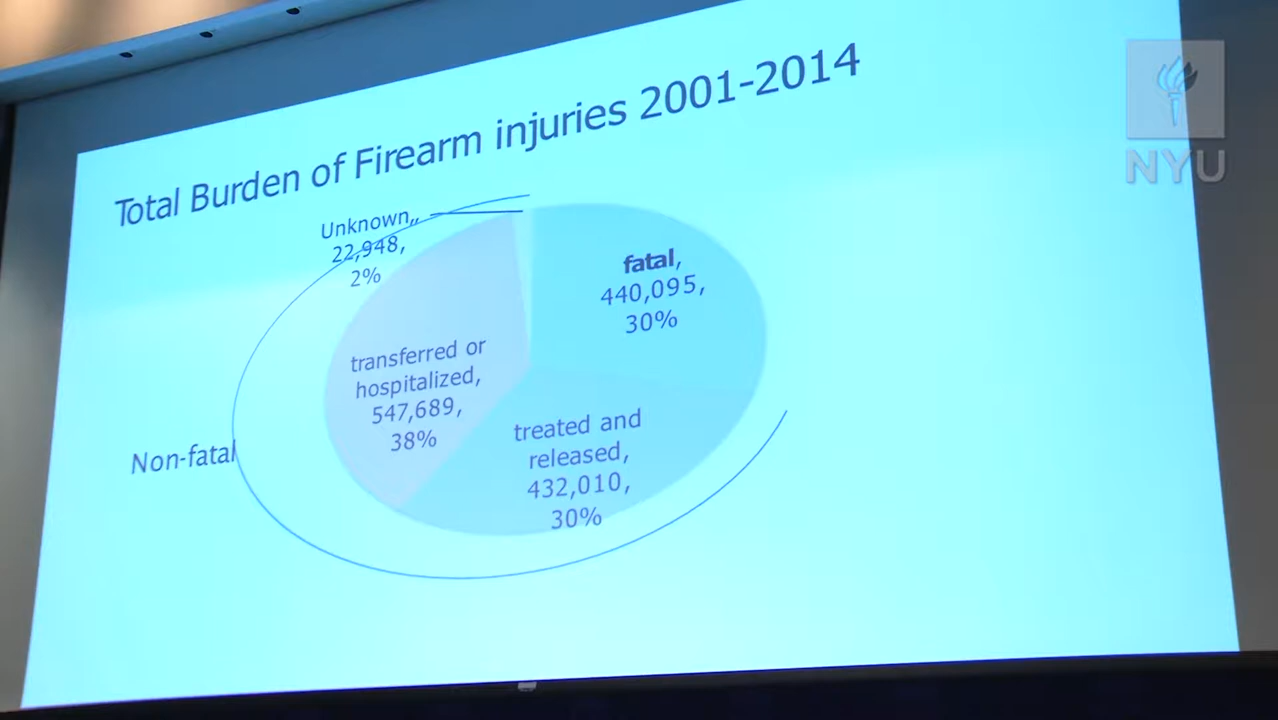 Total Burden of Firearm injuries 2001-2014
NYU
Unknown,,
22,948,
2%
fatal,
440,095,
30%
transferred or
hospitalized,
547,689,
38%
treated and
released,
432,010,
30%
Non-fatal